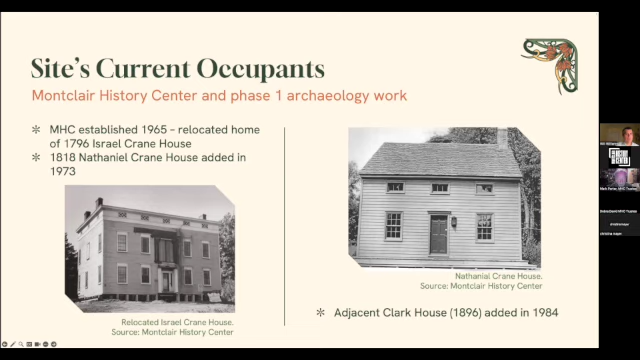 Site's Current Occupants
Montclair History Center and phase 1 archaeology work
✻ MHC established 1965 – relocated home
of 1796 Israel Crane House
✻ 1818 Nathaniel Crane House added in
1973
Relocated Israel Crane House.
Source: Montclair History Center
Nathanial Crane House.
Source: Montclair History Center
✻ Adjacent Clark House (1896) added in 1984